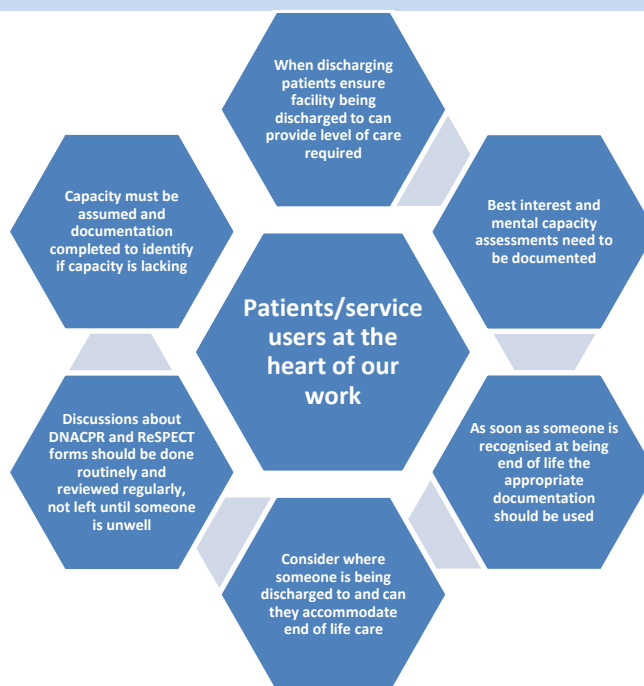 When discharging
patients ensure
facility being
discharged to can
provide level of care
required
Best interest and
mental capacity
assessments need to
be documented
As soon as someone is
recognised at being
end of life the
appropriate
documentation
should be used
Consider where
someone is being
discharged to and can
they accommodate
end of life care
Discussions about
DNACPR and ReSPECT
forms should be done
routinely and
reviewed regularly,
not left until someone
is unwell
Capacity must be
assumed and
documentation
completed to identify
if capacity is lacking
Patients/service
users at the
heart of our
work